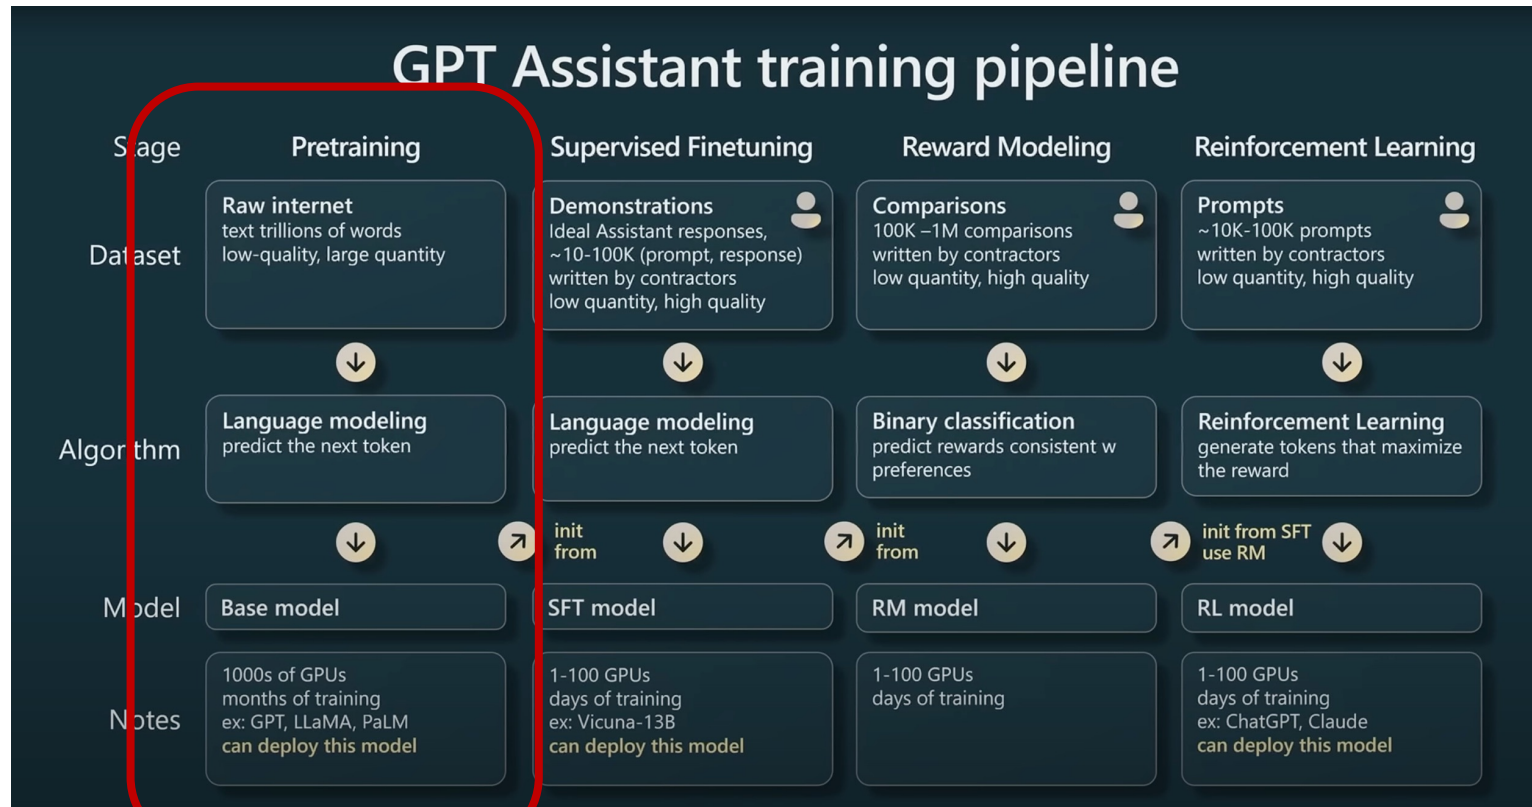 GPT Assistant training pipeline
Stage
Pretraining
Supervised Finetuning
Reward Modeling
Reinforcement Learning
Dataset
Raw internet
text trillions of words
low-quality, large quantity
Demonstrations
Ideal Assistant responses,
~10-100K (prompt, response)
written by contractors
low quantity, high quality
Comparisons
100K –1M comparisons
written by contractors
low quantity, high quality
Prompts
~10K-100K prompts
written by contractors
low quantity, high quality
Algorithm
Language modeling
predict the next token
Language modeling
predict the next token
Binary classification
predict rewards consistent w
preferences
Reinforcement Learning
generate tokens that maximize
the reward
init
from
init
from
init from SFT
use RM
Model
Base model
SFT model
RM model
RL model
Notes
1000s of GPUs
months of training
ex: GPT, LLaMA, PaLM
can deploy this model
1-100 GPUs
days of training
ex: Vicuna-13B
can deploy this model
1-100 GPUs
days of training
1-100 GPUs
days of training
ex: ChatGPT, Claude
can deploy this model